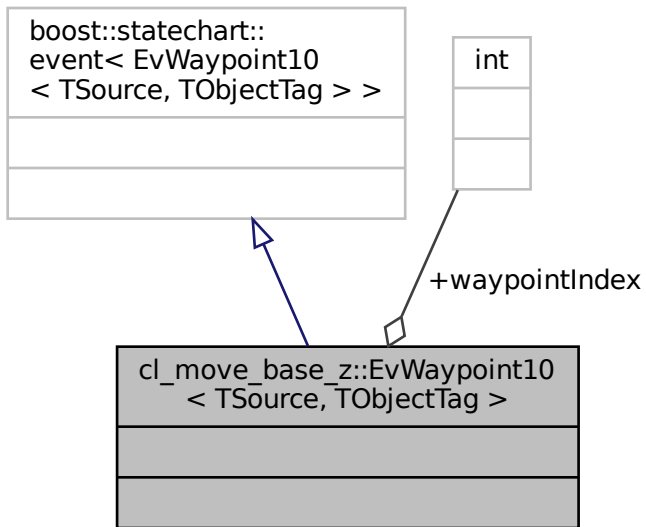 boost::statechart::
event< EvWaypoint10
< TSource, TObjectTag > >
int
+waypointIndex
cl_move_base_z::EvWaypoint10
< TSource, TObjectTag >